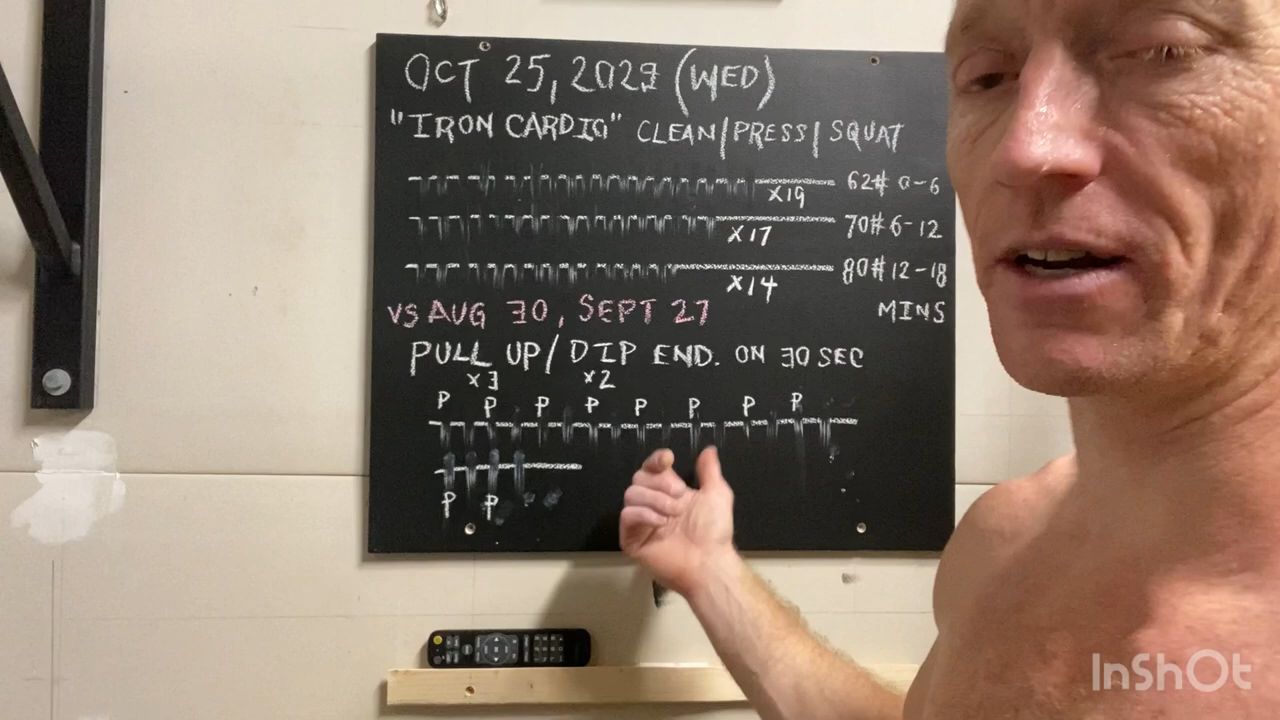 OCT 25, 2023 (WED)
"IRON CARDIO" CLEAN/PRESS/SQUAT
X19 62# 0-6
X17 70# 6-12
X14 80# 12-18
VS AUG 30, SEPT 27 MINS
PULL UP/DIP END. ON 30 SEC
X3 X2
P P P P P P P P
P P
InShOt